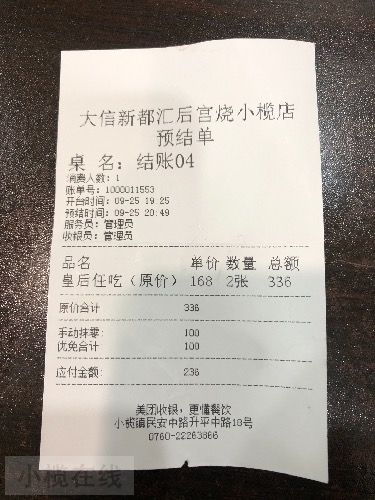 大信新都汇后宫烧小榄店
预结单
桌 名：结账04
消费人数：1
账单号：1000011553
开台时间：09-25 19:25
预结时间：09-25 20:49
服务员：管理员
收银员：管理员
品名 单价 数量 总额
皇后任吃（原价） 168 2张 336
原价合计 336
手动抹零： 100
优免合计 100
应付金额： 236
美团收银，更懂餐饮
小榄镇民安中路升平中路18号
0760-22263866
小榄在线